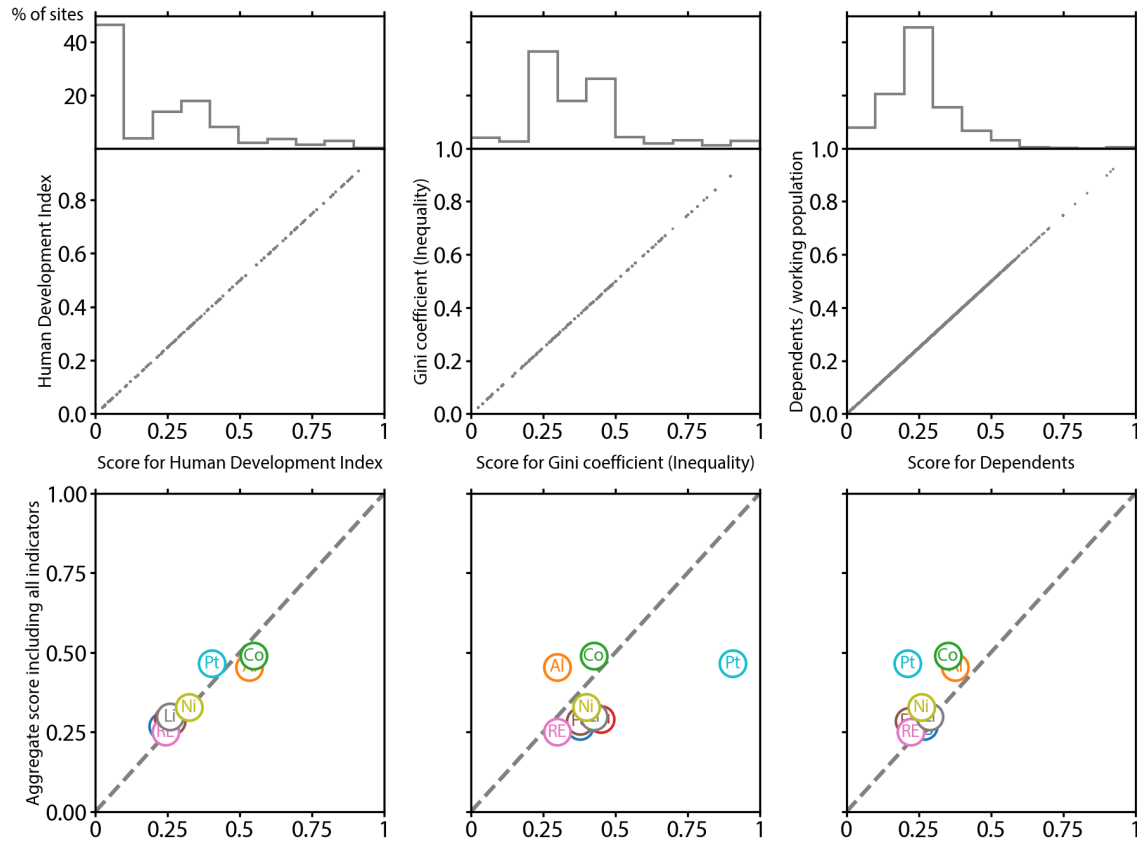 % of sites
40
20
Human Development Index
0.8
0.6
0.4
0.2
0.0
0 0.25 0.5 0.75 1
Score for Human Development Index
Gini coefficient (Inequality)
1.0
0.8
0.6
0.4
0.2
0.0
0 0.25 0.5 0.75 1
Score for Gini coefficient (Inequality)
Dependents / working population
1.0
0.8
0.6
0.4
0.2
0.0
0 0.25 0.5 0.75 1
Score for Dependents
Aggregate score including all indicators
1.00
0.75
0.50
0.25
0.00
Pt
Co
Ni
Li
RE
0 0.25 0.5 0.75 1
Al
Co
Pt
Ni
RE
0 0.25 0.5 0.75 1
Pt
Co
Al
Ni
RE
0 0.25 0.5 0.75 1